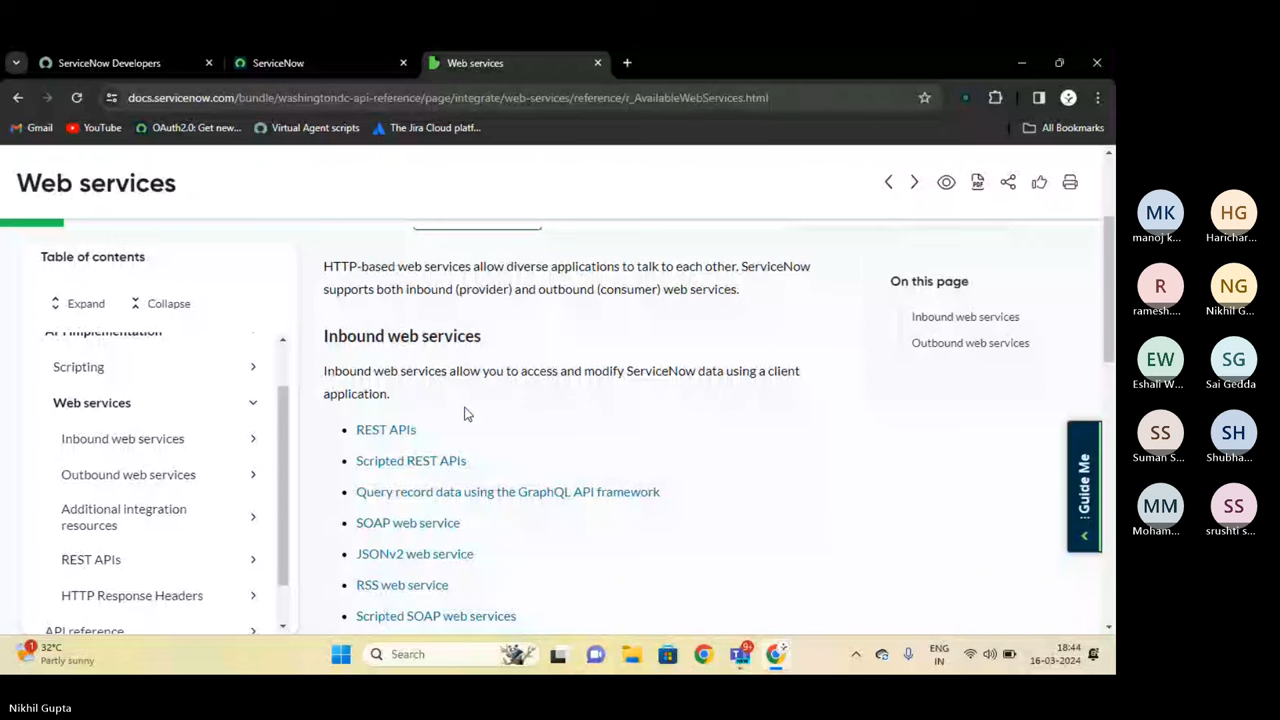 ServiceNow Developers
ServiceNow
Web services
docs.servicenow.com/bundle/washingtondc-api-reference/page/integrate/web-services/reference/r_AvailableWebServices.html
Gmail
YouTube
OAuth2.0: Get new...
Virtual Agent scripts
The Jira Cloud platf...
All Bookmarks
Web services
PDF
Table of contents
Expand
Collapse
API implementation
Scripting
Web services
Inbound web services
Outbound web services
Additional integration
resources
REST APIs
HTTP Response Headers
API reference
HTTP-based web services allow diverse applications to talk to each other. ServiceNow
supports both inbound (provider) and outbound (consumer) web services.
Inbound web services
Inbound web services allow you to access and modify ServiceNow data using a client
application.
• REST APIs
• Scripted REST APIs
• Query record data using the GraphQL API framework
• SOAP web service
• JSONv2 web service
• RSS web service
• Scripted SOAP web services
On this page
Inbound web services
Outbound web services
Guide Me
MK
manoj k...
HG
Harichar...
R
ramesh....
NG
Nikhil G...
EW
Eshali W...
SG
Sai Gedda
SS
Suman S...
SH
Shubha...
MM
Moham...
SS
srushti s...
1
32°C
Partly sunny
Search
9+
ENG
IN
18:44
16-03-2024
Nikhil Gupta